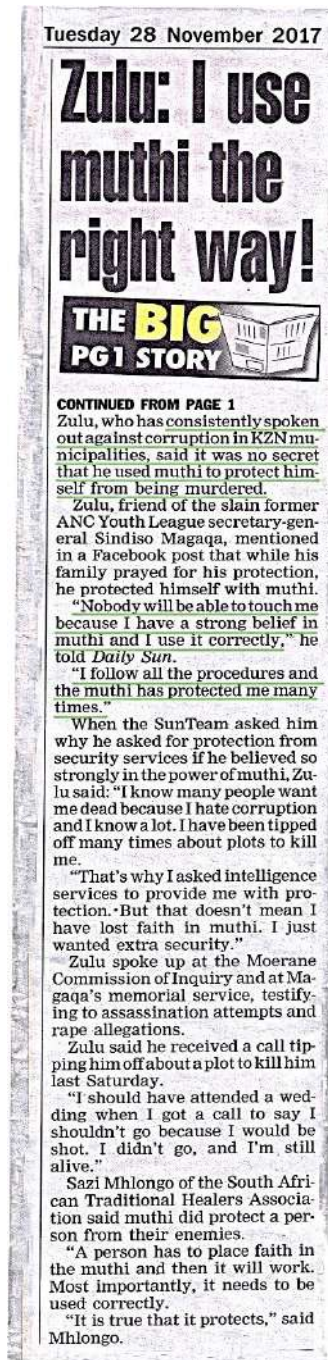 Tuesday 28 November 2017
Zulu: I use
muthi the
right way!
THE BIG
PG1 STORY
CONTINUED FROM PAGE 1
Zulu, who has consistently spoken
out against corruption in KZN mu-
nicipalities, said it was no secret
that he used muthi to protect him-
self from being murdered.
Zulu, friend of the slain former
ANC Youth League secretary-gen-
eral Sindiso Magaqa, mentioned
in a Facebook post that while his
family prayed for his protection,
he protected himself with muthi.
"Nobody will be able to touch me
because I have a strong belief in
muthi and I use it correctly," he
told Daily Sun.
"I follow all the procedures and
the muthi has protected me many
times."
When the SunTeam asked him
why he asked for protection from
security services if he believed so
strongly in the power of muthi, Zu-
lu said: "I know many people want
me dead because I hate corruption
and I know a lot. I have been tipped
off many times about plots to kill
me.
"That's why I asked intelligence
services to provide me with pro-
tection. But that doesn't mean I
have lost faith in muthi. I just
wanted extra security."
Zulu spoke up at the Moerane
Commission of Inquiry and at Ma-
gaqa's memorial service, testify-
ing to assassination attempts and
rape allegations.
Zulu said he received a call tip-
ping him off about a plot to kill him
last Saturday.
"I should have attended a wed-
ding when I got a call to say I
shouldn't go because I would be
shot. I didn't go, and I'm still
alive."
Sazi Mhlongo of the South Afri-
can Traditional Healers Associa-
tion said muthi did protect a per-
son from their enemies.
"A person has to place faith in
the muthi and then it will work.
Most importantly, it needs to be
used correctly.
"It is true that it protects," said
Mhlongo.